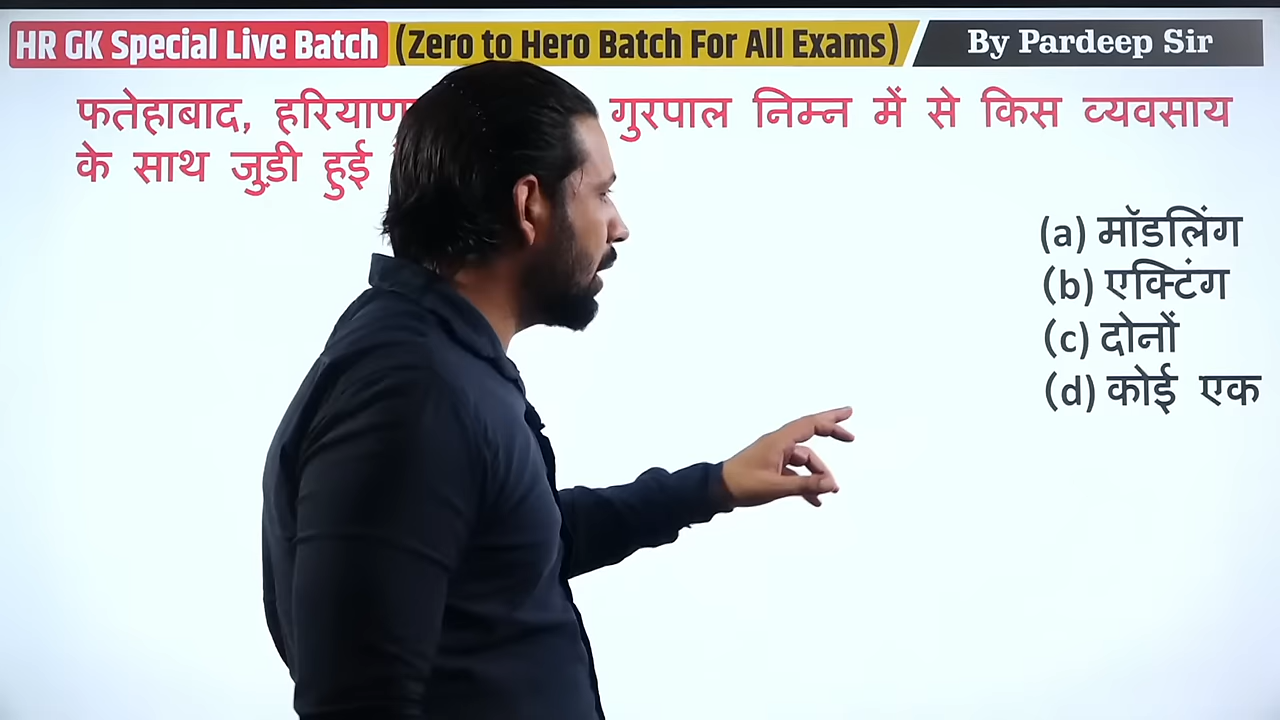 HR GK Special Live Batch (Zero to Hero Batch For All Exams) By Pardeep Sir
फतेहाबाद, गुरपाल निम्न में से किस व्यवसाय
के साथ जुड़ी हुई
(a) मॉडलिंग
(b) एक्टिंग
(c) दोनों
(d) कोई एक